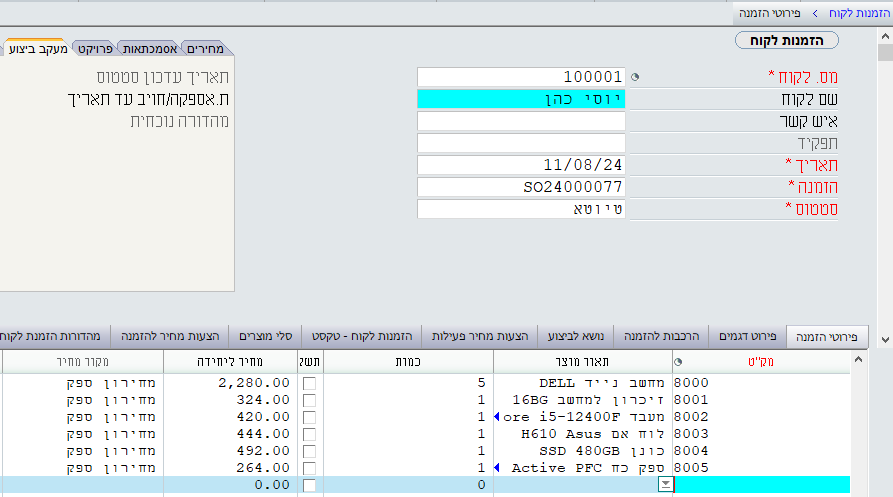 הזמנות לקוח > פירוטי הזמנה
הזמנות לקוח
מס. לקוח * 100001
שם לקוח יוסי כהן
איש קשר
תפקיד
תאריך * 11/08/24
הזמנה * SO24000077
סטטוס * טיוטא
מחירים אסמכתאות פרויקט מעקב ביצוע
תאריך עדכון סטטוס
ת.אספקה/חויב עד תאריך
מהדורה נוכחית
פירוטי הזמנה פירוט דגמים הרכבות להזמנה נושא לביצוע הצעות מחיר פעילות הזמנות לקוח - טקסט סלי מוצרים הצעות מחיר להזמנה מהדורות הזמנת לקוח
מק"ט תאור מוצר כמות תשל מחיר ליחידה מקור מחיר
8000 מחשב נייד DELL 5 2,280.00 מחירון ספק
8001 זיכרון למחשב 16BG 1 324.00 מחירון ספק
8002 מעבד ore i5-12400F 1 420.00 מחירון ספק
8003 לוח אם H610 Asus 1 444.00 מחירון ספק
8004 כונן SSD 480GB 1 492.00 מחירון ספק
8005 ספק כח Active PFC 1 264.00 מחירון ספק
0 0.00